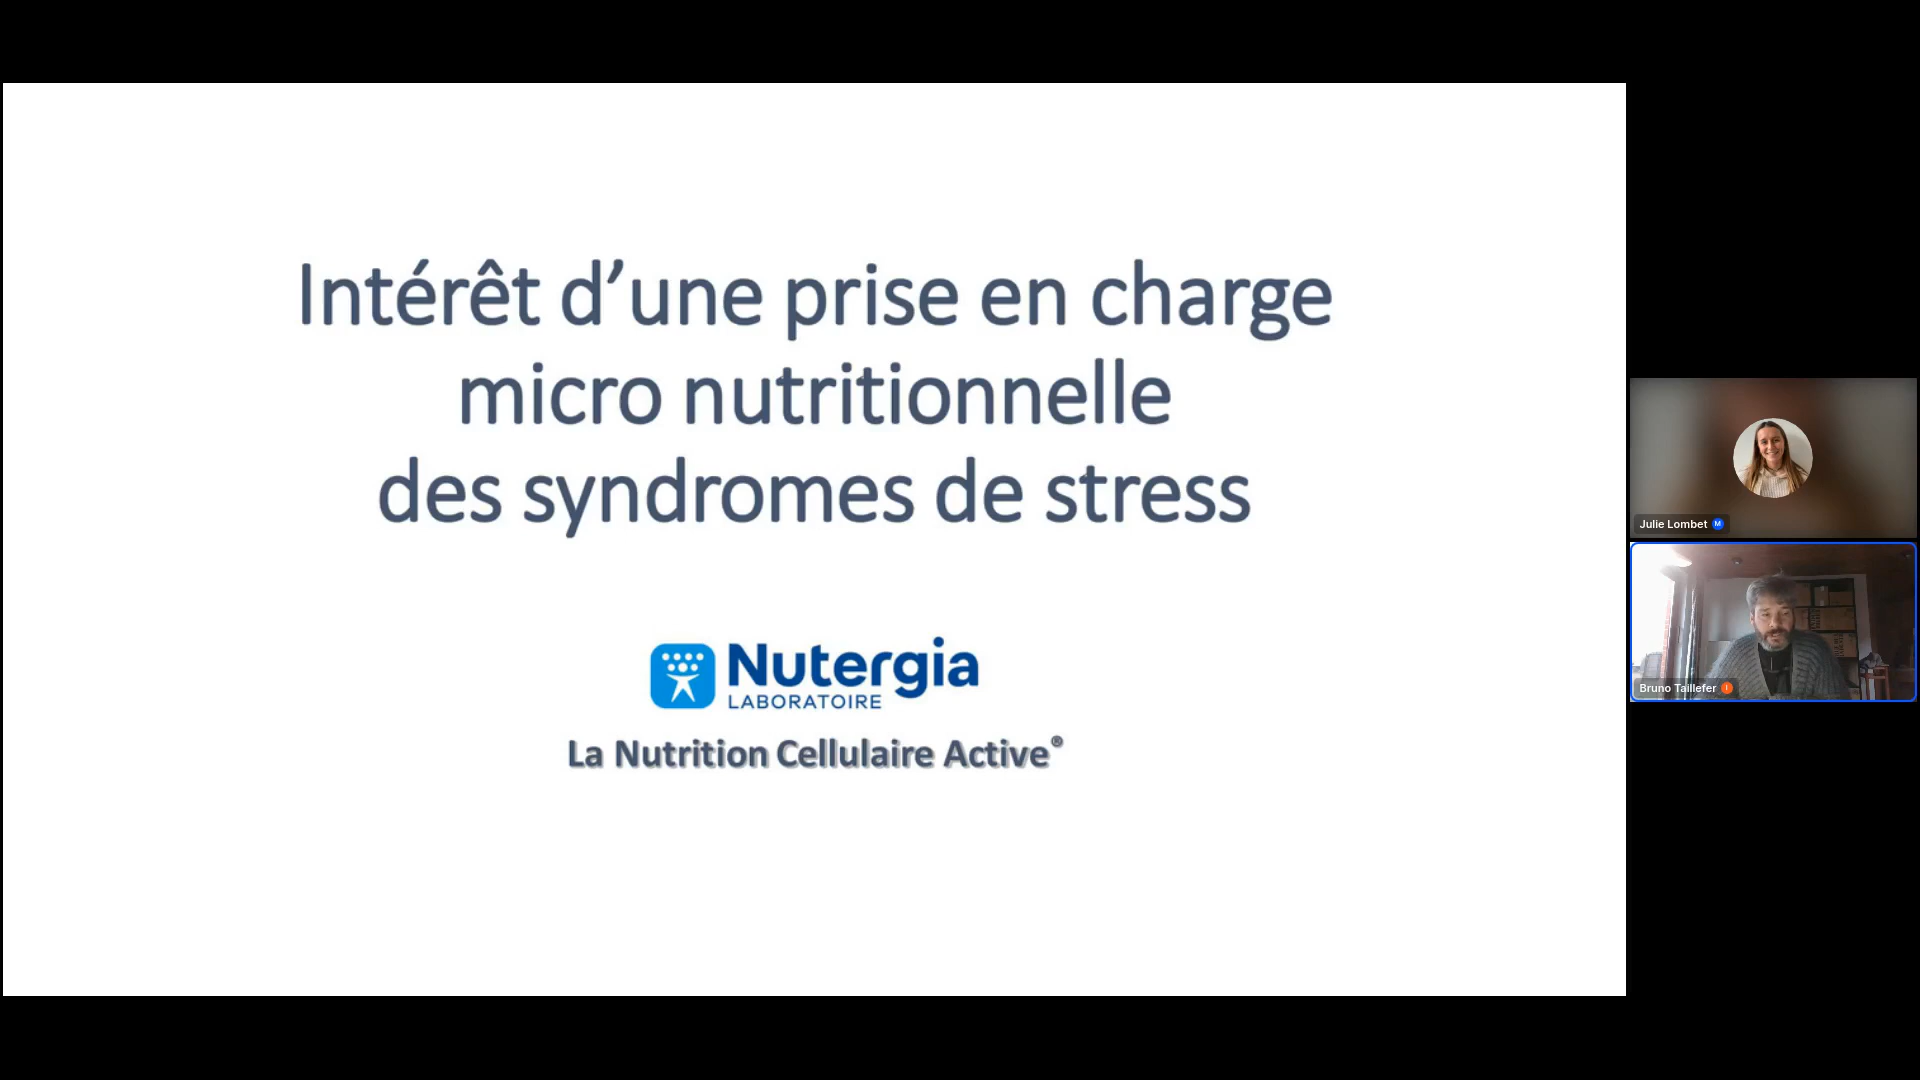 Intérêt d’une prise en charge
micro nutritionnelle
des syndromes de stress
Nutergia
LABORATOIRE
La Nutrition Cellulaire Active®
Julie Lombet M
Bruno Taillefer I